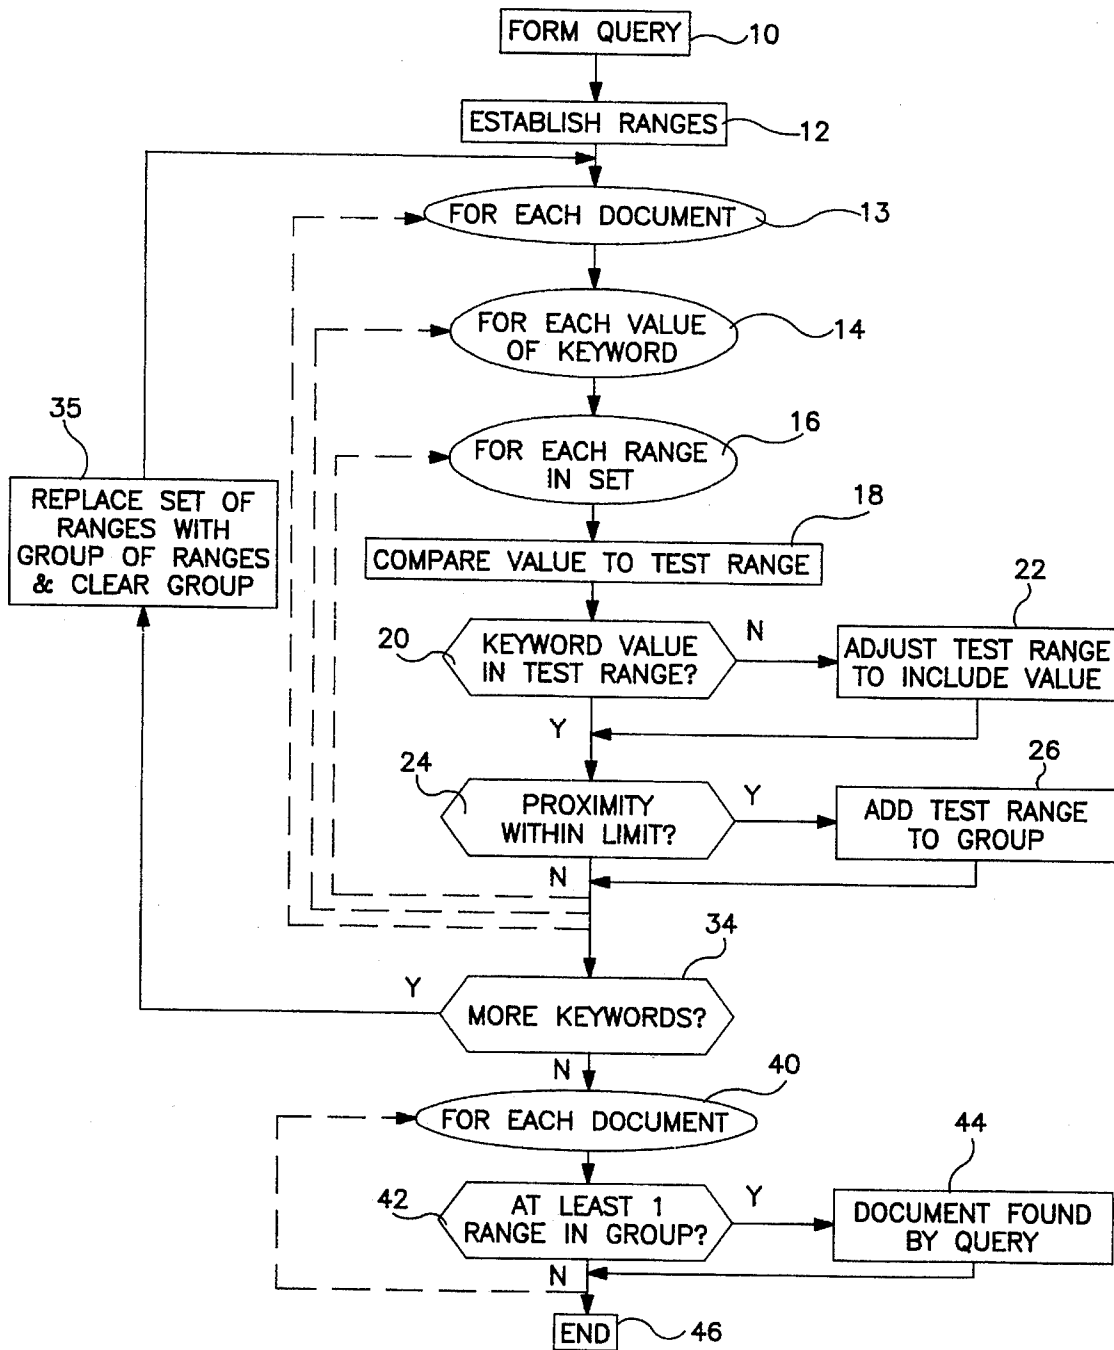 FORM QUERY
10
ESTABLISH RANGES
12
FOR EACH DOCUMENT
13
FOR EACH VALUE
OF KEYWORD
14
35
16
FOR EACH RANGE
IN SET
REPLACE SET OF
RANGES WITH
GROUP OF RANGES
& CLEAR GROUP
18
COMPARE VALUE TO TEST RANGE
22
20
KEYWORD VALUE
IN TEST RANGE?
N
ADJUST TEST RANGE
TO INCLUDE VALUE
Y
24
26
PROXIMITY
WITHIN LIMIT?
Y
ADD TEST RANGE
TO GROUP
N
34
Y
MORE KEYWORDS?
N
40
FOR EACH DOCUMENT
44
42
AT LEAST 1
RANGE IN GROUP?
Y
DOCUMENT FOUND
BY QUERY
N
END
46